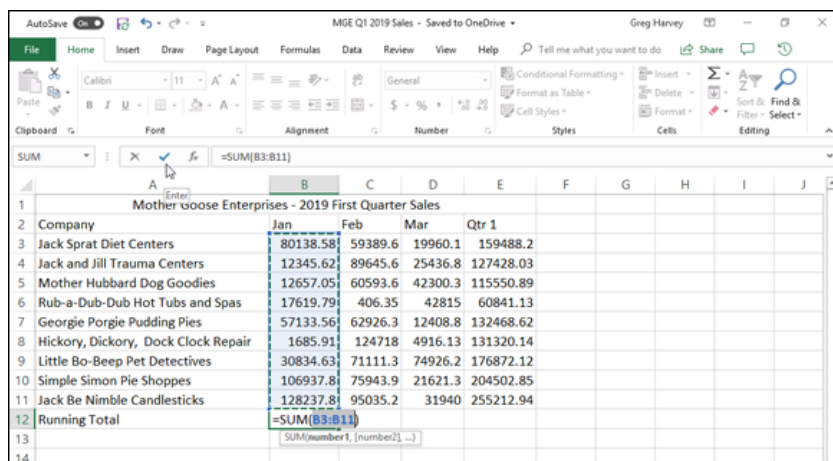 AutoSave On MGE Q1 2019 Sales - Saved to OneDrive Greg Harvey
File Home Insert Draw Page Layout Formulas Data Review View Help Tell me what you want to do Share
Calibri 11 A A General Conditional Formatting Insert
Paste B I U A $ % , Format as Table Delete Sort & Find &
Cell Styles Format Filter Select
Clipboard Font Alignment Number Styles Cells Editing
SUM fx =SUM(B3:B11)
Enter
A B C D E F G H I J
1 Mother Goose Enterprises - 2019 First Quarter Sales
2 Company Jan Feb Mar Qtr 1
3 Jack Sprat Diet Centers 80138.58 59389.6 19960.1 159488.2
4 Jack and Jill Trauma Centers 12345.62 89645.6 25436.8 127428.03
5 Mother Hubbard Dog Goodies 12657.05 60593.6 42300.3 115550.89
6 Rub-a-Dub-Dub Hot Tubs and Spas 17619.79 406.35 42815 60841.13
7 Georgie Porgie Pudding Pies 57133.56 62926.3 12408.8 132468.62
8 Hickory, Dickory, Dock Clock Repair 1685.91 124718 4916.13 131320.14
9 Little Bo-Beep Pet Detectives 30834.63 71111.3 74926.2 176872.12
10 Simple Simon Pie Shoppes 106937.8 75943.9 21621.3 204502.85
11 Jack Be Nimble Candlesticks 128237.8 95035.2 31940 255212.94
12 Running Total =SUM(B3:B11)
13 SUM(number1, [number2], ...)
14